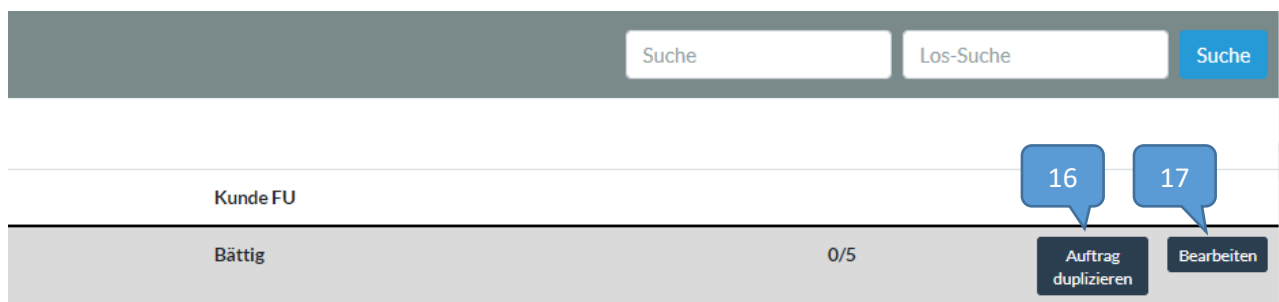 Suche Los-Suche Suche
16 17
Kunde FU
Bättig 0/5 Auftrag Bearbeiten
duplizieren